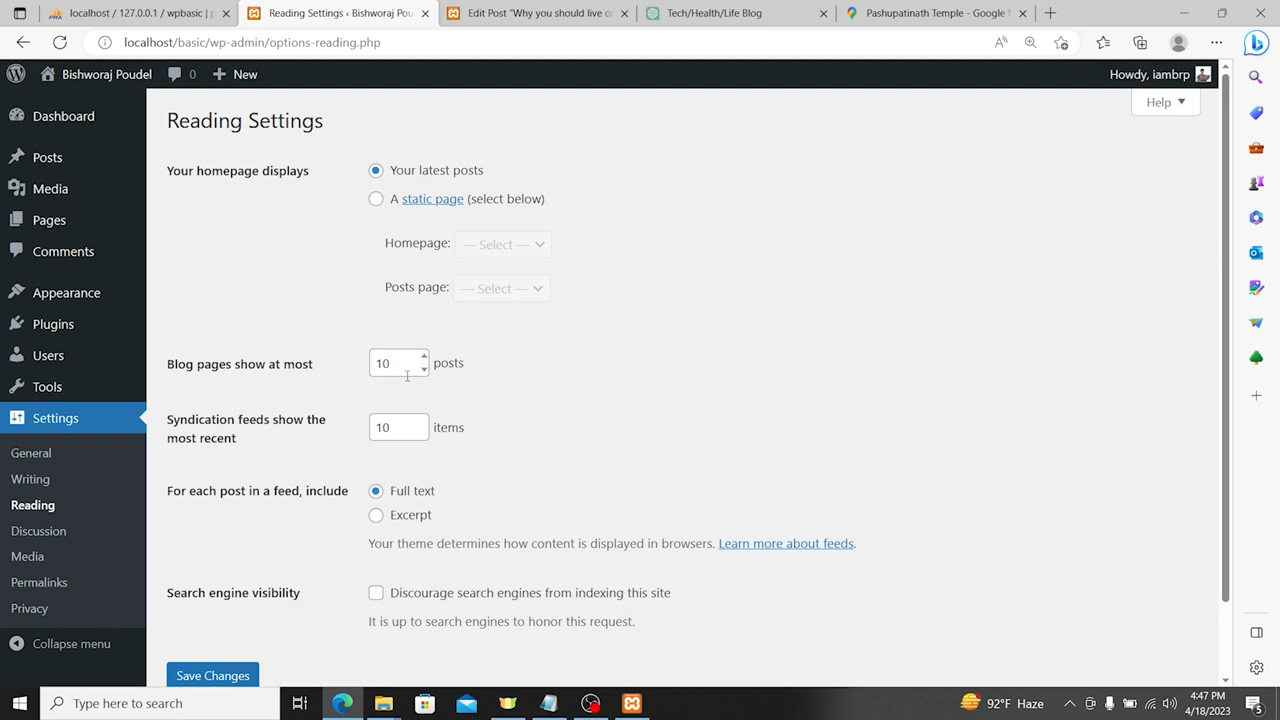 localhost / 127.0.0.1 / wpbasic | p
Reading Settings ‹ Bishworaj Pou
Edit Post "Why you should live o
Tech/Health/Life Blog
Pashupatinath Temple - Google
localhost/basic/wp-admin/options-reading.php
Bishworaj Poudel
0
New
Howdy, iambrp
Help
Dashboard
Posts
Media
Pages
Comments
Appearance
Plugins
Users
Tools
Settings
General
Writing
Reading
Discussion
Media
Permalinks
Privacy
Collapse menu
Reading Settings
Your homepage displays
Your latest posts
A static page (select below)
Homepage: — Select —
Posts page: — Select —
Blog pages show at most
10 posts
Syndication feeds show the
most recent
10 items
For each post in a feed, include
Full text
Excerpt
Your theme determines how content is displayed in browsers. Learn more about feeds.
Search engine visibility
Discourage search engines from indexing this site
It is up to search engines to honor this request.
Save Changes
Type here to search
92°F Haze
4:47 PM
4/18/2023
5